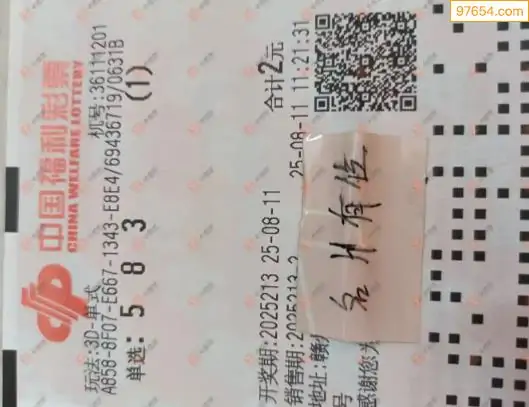 97654.com
中国福利彩票
CHINA WELFARE LOTTERY
机号:36111201
玩法:3D-单式
A858-8F07-E667-1343-E8E4/69436719/0631B
单选: 5 8 3 (1)
开奖期:2025213 25-08-11 合计2元
销售期:2025213-2 25-08-11 11:21:31
地址:赣
号
感谢您为